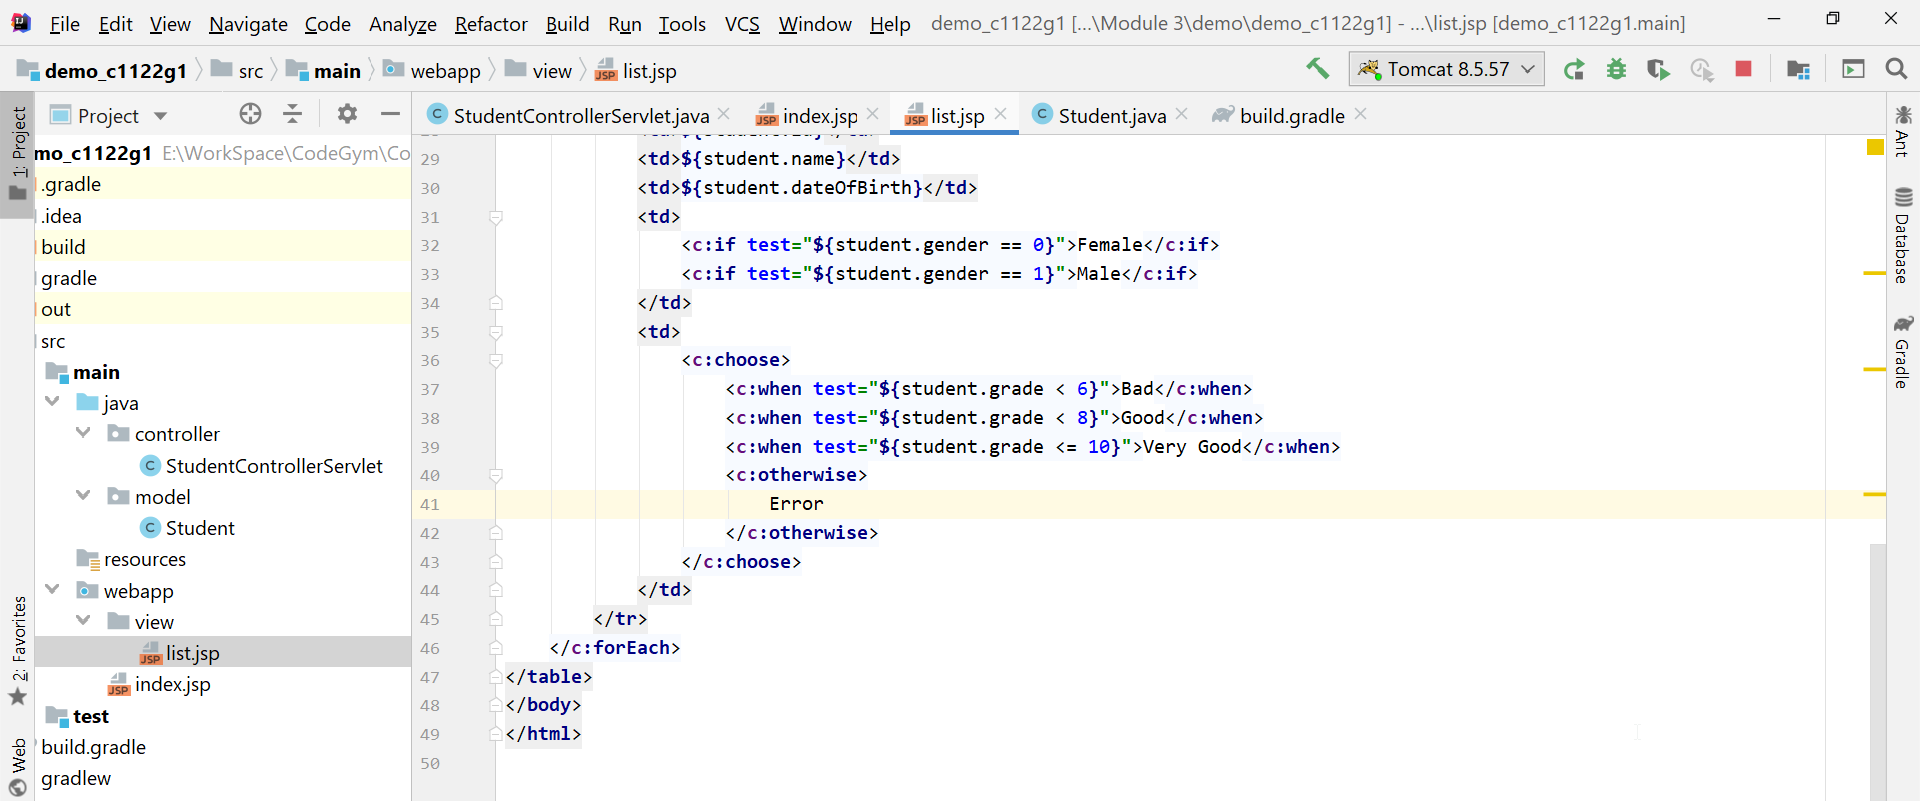 File Edit View Navigate Code Analyze Refactor Build Run Tools VCS Window Help demo_c1122g1 [...\Module 3\demo\demo_c1122g1] - ...\list.jsp [demo_c1122g1.main]
demo_c1122g1 src main webapp view list.jsp Tomcat 8.5.57
Project
StudentControllerServlet.java index.jsp list.jsp Student.java build.gradle
1: Project
2: Favorites
Web
mo_c1122g1 E:\WorkSpace\CodeGym\Co
.gradle
.idea
build
gradle
out
src
main
java
controller
StudentControllerServlet
model
Student
resources
webapp
view
list.jsp
index.jsp
test
build.gradle
gradlew
29 <td>${student.name}</td>
30 <td>${student.dateOfBirth}</td>
31 <td>
32 <c:if test="${student.gender == 0}">Female</c:if>
33 <c:if test="${student.gender == 1}">Male</c:if>
34 </td>
35 <td>
36 <c:choose>
37 <c:when test="${student.grade < 6}">Bad</c:when>
38 <c:when test="${student.grade < 8}">Good</c:when>
39 <c:when test="${student.grade <= 10}">Very Good</c:when>
40 <c:otherwise>
41 Error
42 </c:otherwise>
43 </c:choose>
44 </td>
45 </tr>
46 </c:forEach>
47 </table>
48 </body>
49 </html>
50
Ant
Database
Gradle